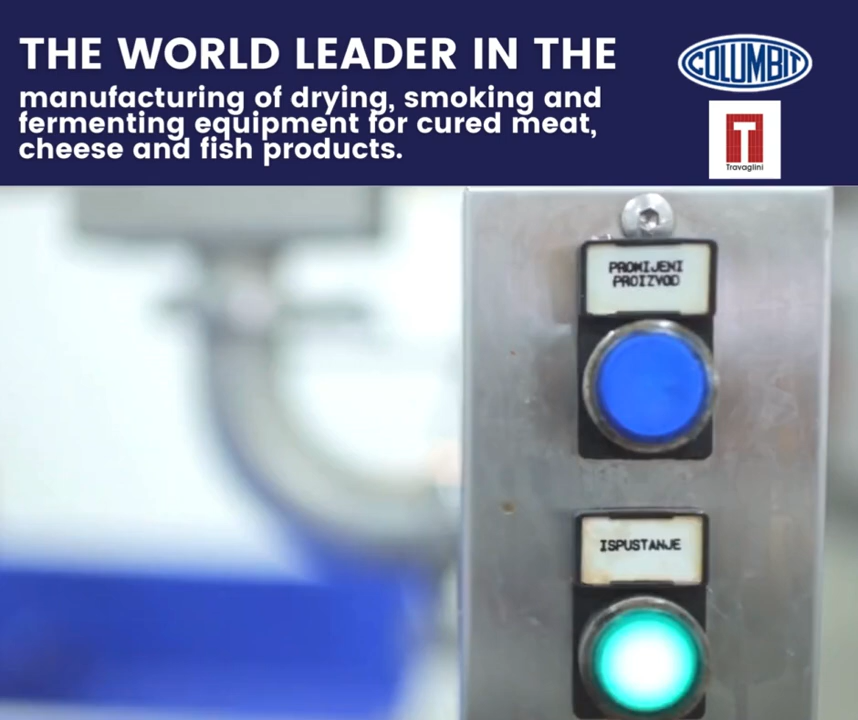 THE WORLD LEADER IN THE
manufacturing of drying, smoking and
fermenting equipment for cured meat,
cheese and fish products.
COLUMBIT
T
Travaglini
PROMIJENI
PROIZVOD
ISPUSTANJE